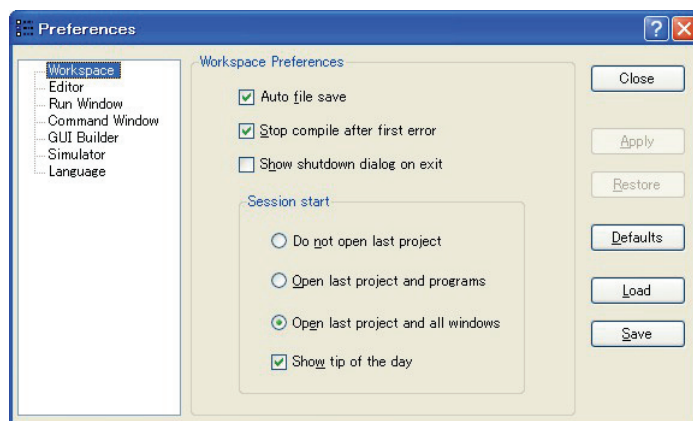 Preferences
Workspace
Editor
Run Window
Command Window
GUI Builder
Simulator
Language
Workspace Preferences
Auto file save
Stop compile after first error
Show shutdown dialog on exit
Session start
Do not open last project
Open last project and programs
Open last project and all windows
Show tip of the day
Close
Apply
Restore
Defaults
Load
Save